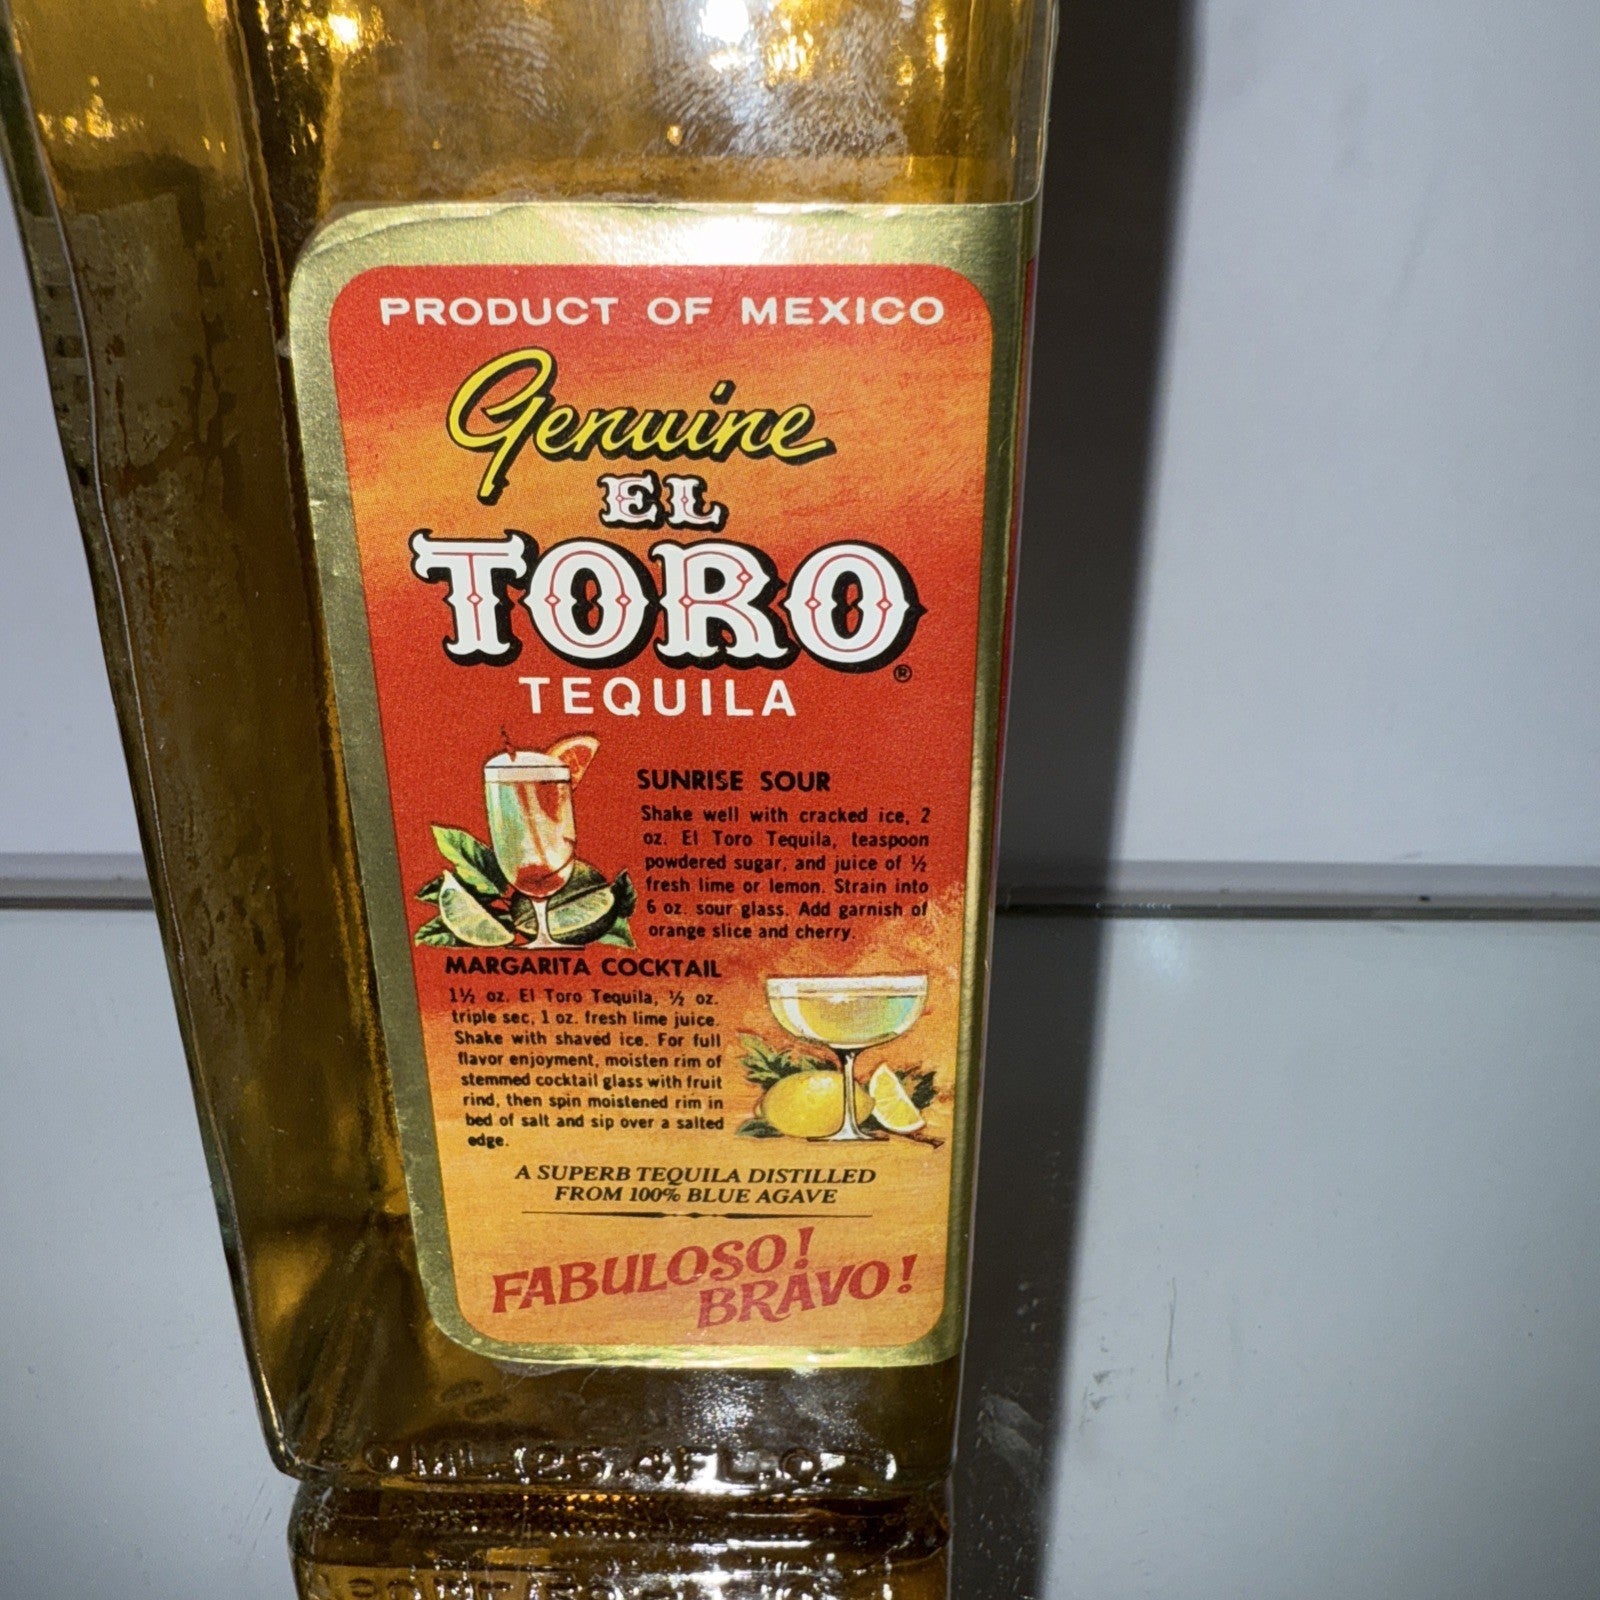 PRODUCT OF MEXICO
Genuine
EL
TORO®
TEQUILA
SUNRISE SOUR
Shake well with cracked ice, 2
oz. El Toro Tequila, teaspoon
powdered sugar, and juice of ½
fresh lime or lemon. Strain into
6 oz. sour glass. Add garnish of
orange slice and cherry.
MARGARITA COCKTAIL
1½ oz. El Toro Tequila, ½ oz.
triple sec, 1 oz. fresh lime juice.
Shake with shaved ice. For full
flavor enjoyment, moisten rim of
stemmed cocktail glass with fruit
rind, then spin moistened rim in
bed of salt and sip over a salted
edge.
A SUPERB TEQUILA DISTILLED
FROM 100% BLUE AGAVE
FABULOSO!
BRAVO!
ML (25.4 FL.O